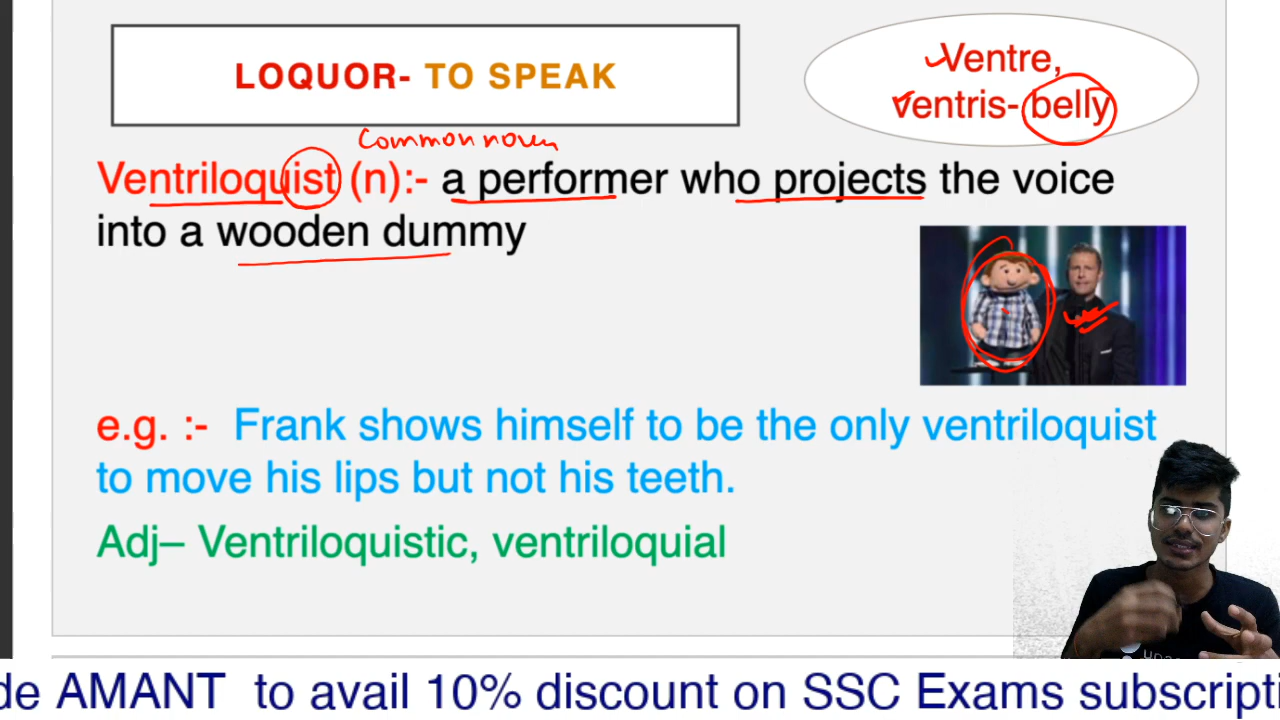 LOQUOR- TO SPEAK
Ventre,
ventris- belly
Common noun
Ventriloquist (n):- a performer who projects the voice
into a wooden dummy
e.g. :- Frank shows himself to be the only ventriloquist
to move his lips but not his teeth.
Adj– Ventriloquistic, ventriloquial
de AMANT to avail 10% discount on SSC Exams subscripti